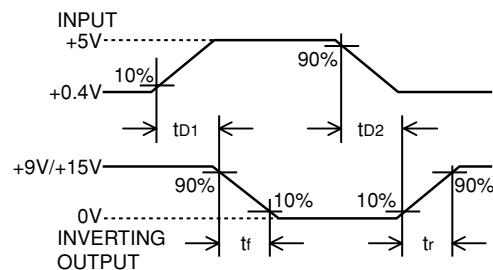 INPUT
+5V
90%
10%
+0.4V
tD1
tD2
+9V/+15V
90%
10%
10%
90%
0V
INVERTING
OUTPUT
tf
tr